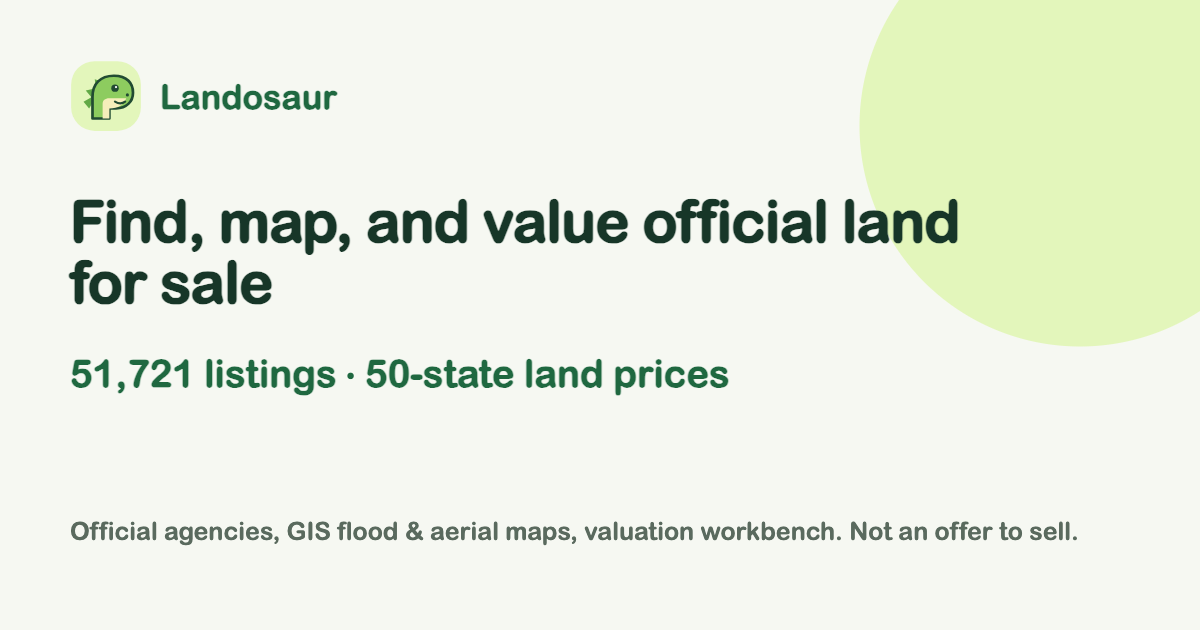 Landosaur
Find, map, and value official land
for sale
51,721 listings · 50-state land prices
Official agencies, GIS flood & aerial maps, valuation workbench. Not an offer to sell.